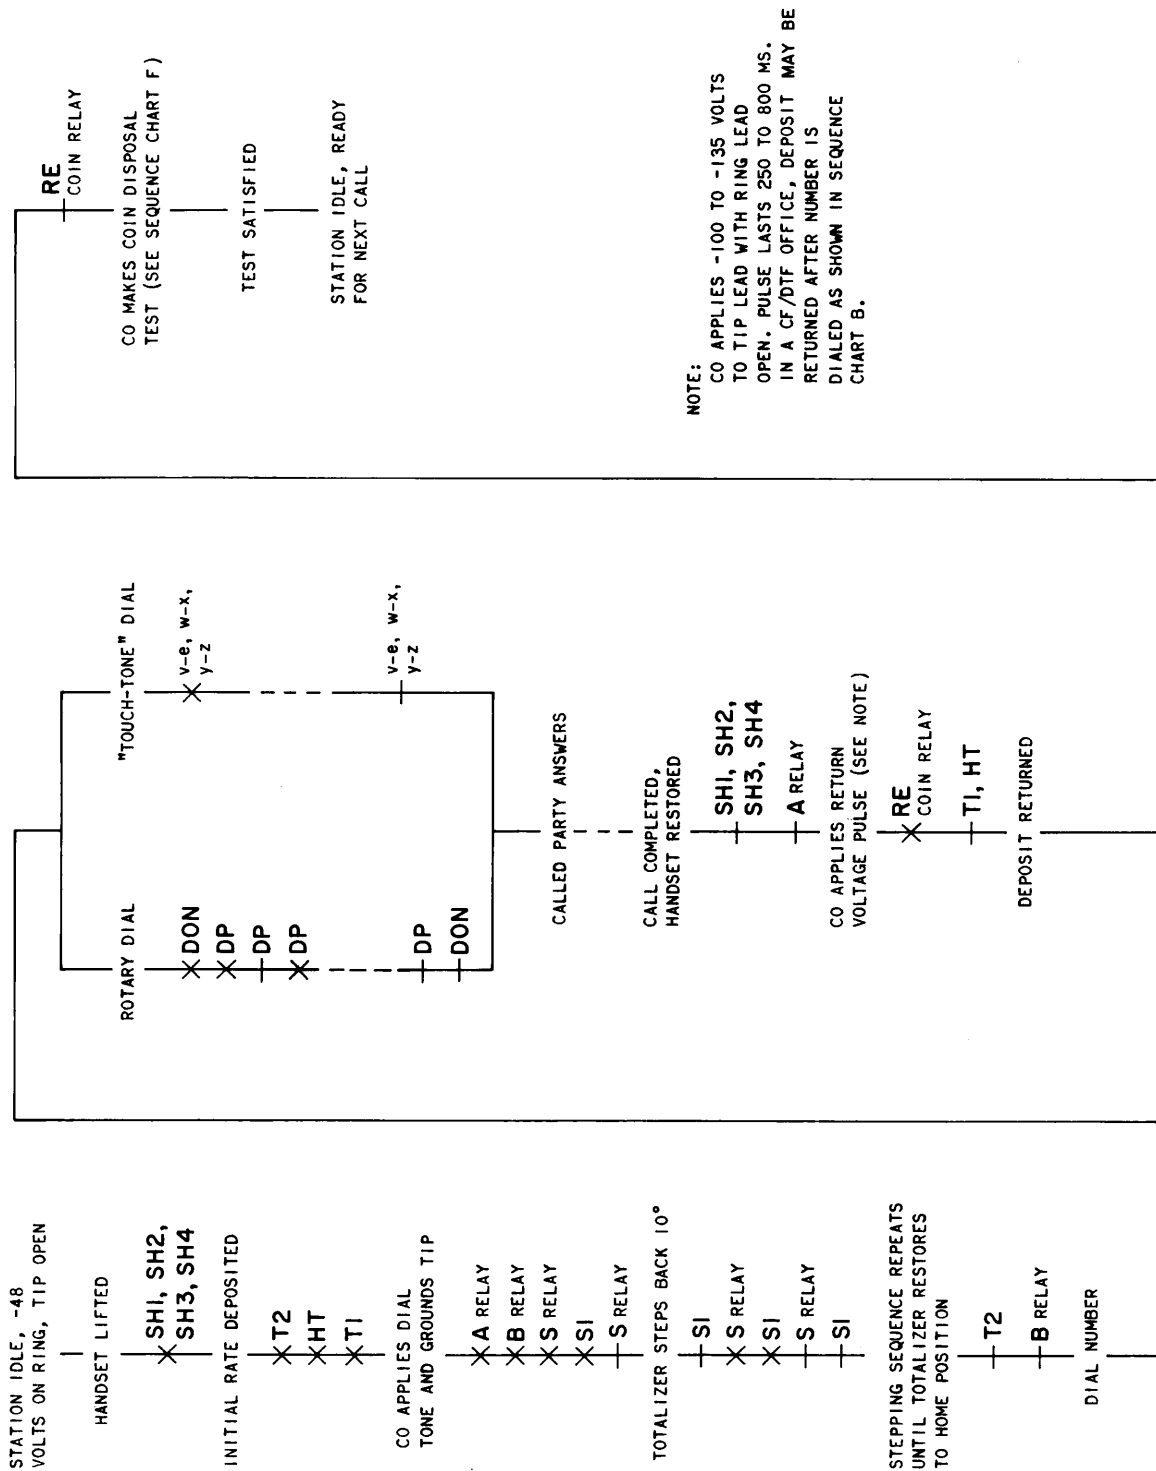 STATION IDLE, -48
VOLTS ON RING, TIP OPEN
HANDSET LIFTED
SH1, SH2,
SH3, SH4
INITIAL RATE DEPOSITED
T2
HT
T1
CO APPLIES DIAL
TONE AND GROUNDS TIP
A RELAY
B RELAY
S RELAY
S1
S RELAY
TOTALIZER STEPS BACK 10°
S1
S RELAY
S1
S RELAY
S1
STEPPING SEQUENCE REPEATS
UNTIL TOTALIZER RESTORES
TO HOME POSITION
T2
B RELAY
DIAL NUMBER
ROTARY DIAL
DON
DP
DP
DP
DP
DON
"TOUCH-TONE" DIAL
v-e, w-x,
y-z
v-e, w-x,
y-z
CALLED PARTY ANSWERS
CALL COMPLETED,
HANDSET RESTORED
SH1, SH2,
SH3, SH4
A RELAY
CO APPLIES RETURN
VOLTAGE PULSE (SEE NOTE)
RE
COIN RELAY
T1, HT
DEPOSIT RETURNED
RE
COIN RELAY
CO MAKES COIN DISPOSAL
TEST (SEE SEQUENCE CHART F)
TEST SATISFIED
STATION IDLE, READY
FOR NEXT CALL
NOTE:
CO APPLIES -100 TO -135 VOLTS
TO TIP LEAD WITH RING LEAD
OPEN. PULSE LASTS 250 TO 800 MS.
IN A CF/DTF OFFICE, DEPOSIT MAY BE
RETURNED AFTER NUMBER IS
DIALED AS SHOWN IN SEQUENCE
CHART B.